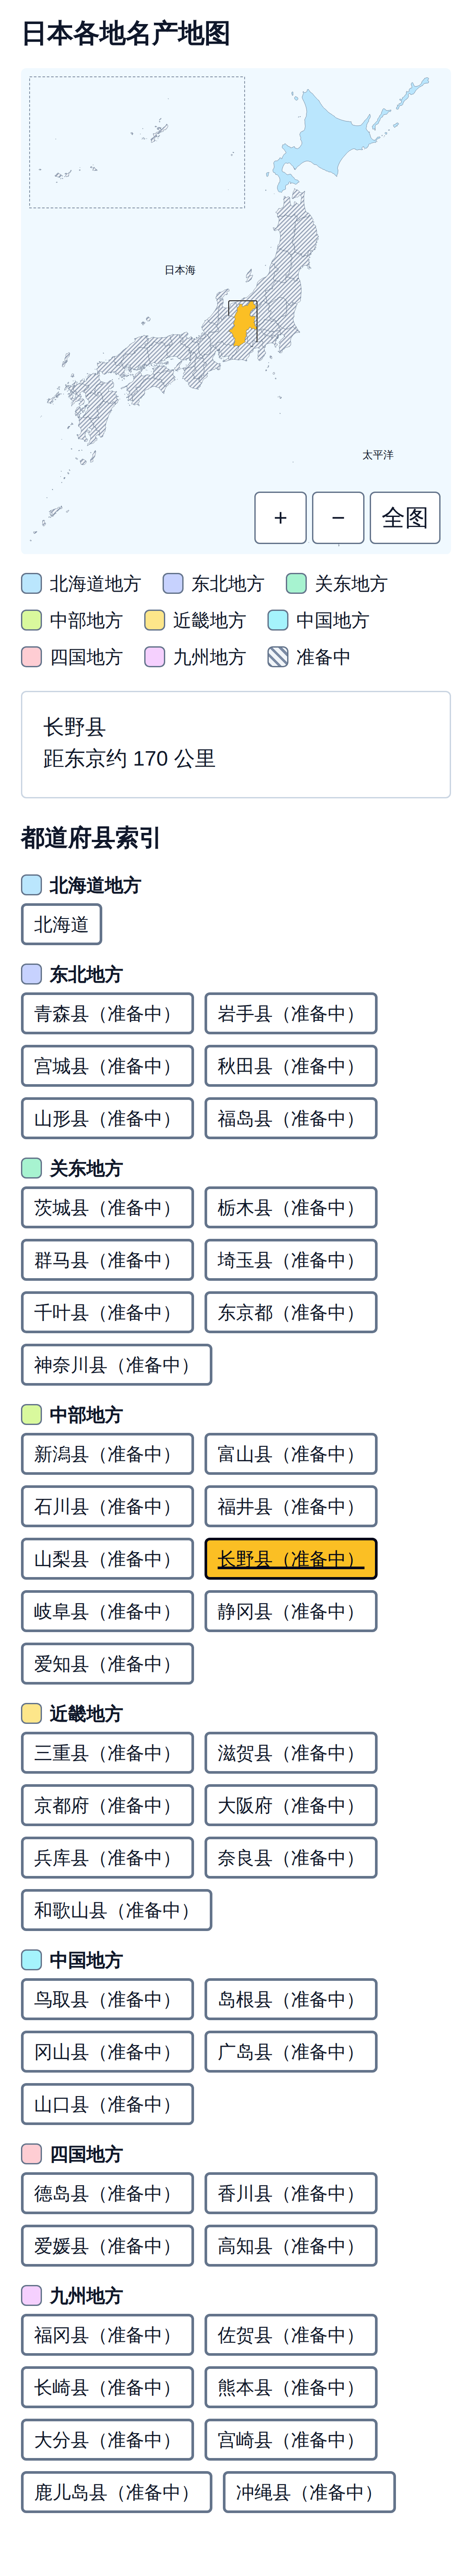 日本各地名产地图
日本海
太平洋
+
−
全图
北海道地方
东北地方
关东地方
中部地方
近畿地方
中国地方
四国地方
九州地方
准备中
长野县
距东京约 170 公里
都道府县索引
北海道地方
北海道
东北地方
青森县（准备中） 岩手县（准备中）
宫城县（准备中） 秋田县（准备中）
山形县（准备中） 福岛县（准备中）
关东地方
茨城县（准备中） 栃木县（准备中）
群马县（准备中） 埼玉县（准备中）
千叶县（准备中） 东京都（准备中）
神奈川县（准备中）
中部地方
新潟县（准备中） 富山县（准备中）
石川县（准备中） 福井县（准备中）
山梨县（准备中） 长野县（准备中）
岐阜县（准备中） 静冈县（准备中）
爱知县（准备中）
近畿地方
三重县（准备中） 滋贺县（准备中）
京都府（准备中） 大阪府（准备中）
兵库县（准备中） 奈良县（准备中）
和歌山县（准备中）
中国地方
鸟取县（准备中） 岛根县（准备中）
冈山县（准备中） 广岛县（准备中）
山口县（准备中）
四国地方
德岛县（准备中） 香川县（准备中）
爱媛县（准备中） 高知县（准备中）
九州地方
福冈县（准备中） 佐贺县（准备中）
长崎县（准备中） 熊本县（准备中）
大分县（准备中） 宫崎县（准备中）
鹿儿岛县（准备中） 冲绳县（准备中）